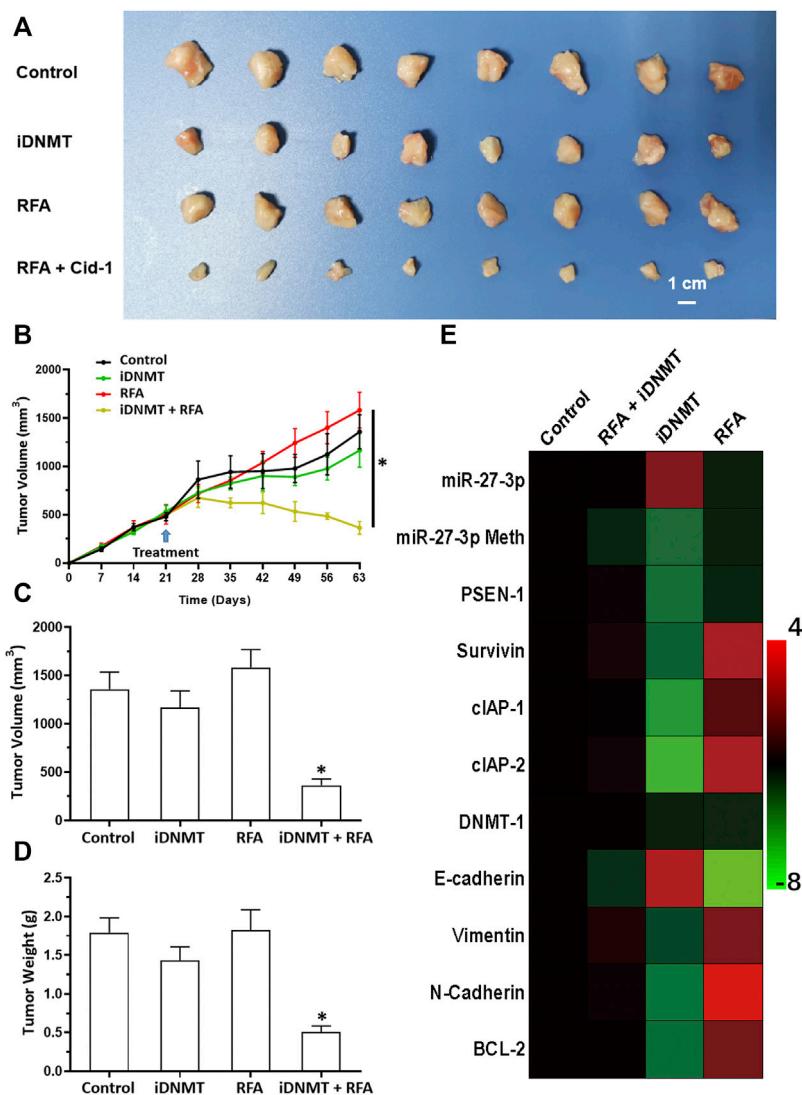 A
Control
iDNMT
RFA
RFA + Cid-1
1 cm
B
Control
iDNMT
RFA
iDNMT + RFA
Tumor Volume (mm³)
2000
1500
1000
500
0
*
Treatment
0 7 14 21 28 35 42 49 56 63
Time (Days)
C
Tumor Volume (mm³)
2000
1500
1000
500
0
*
Control iDNMT RFA iDNMT + RFA
D
Tumor Weight (g)
2.5
2.0
1.5
1.0
0.5
0.0
*
Control iDNMT RFA iDNMT + RFA
E
Control RFA + iDNMT iDNMT RFA
miR-27-3p
miR-27-3p Meth
PSEN-1
Survivin
cIAP-1
cIAP-2
DNMT-1
E-cadherin
Vimentin
N-Cadherin
BCL-2
4
-8